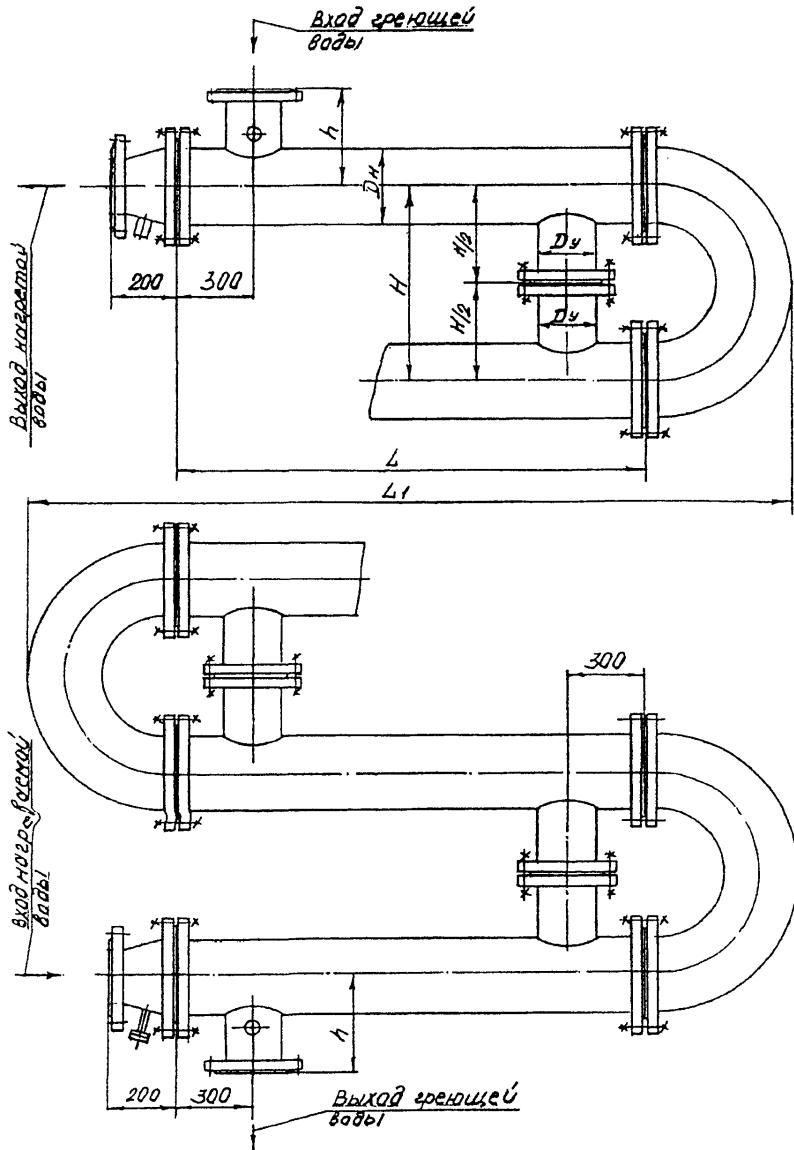 Вход греющей
воды
h
Dн
200
300
H
H/2
Dу
H/2
Dу
Выход нагретой
воды
L
L1
300
вход нагреваемой
воды
h
200
300
Выход греющей
воды